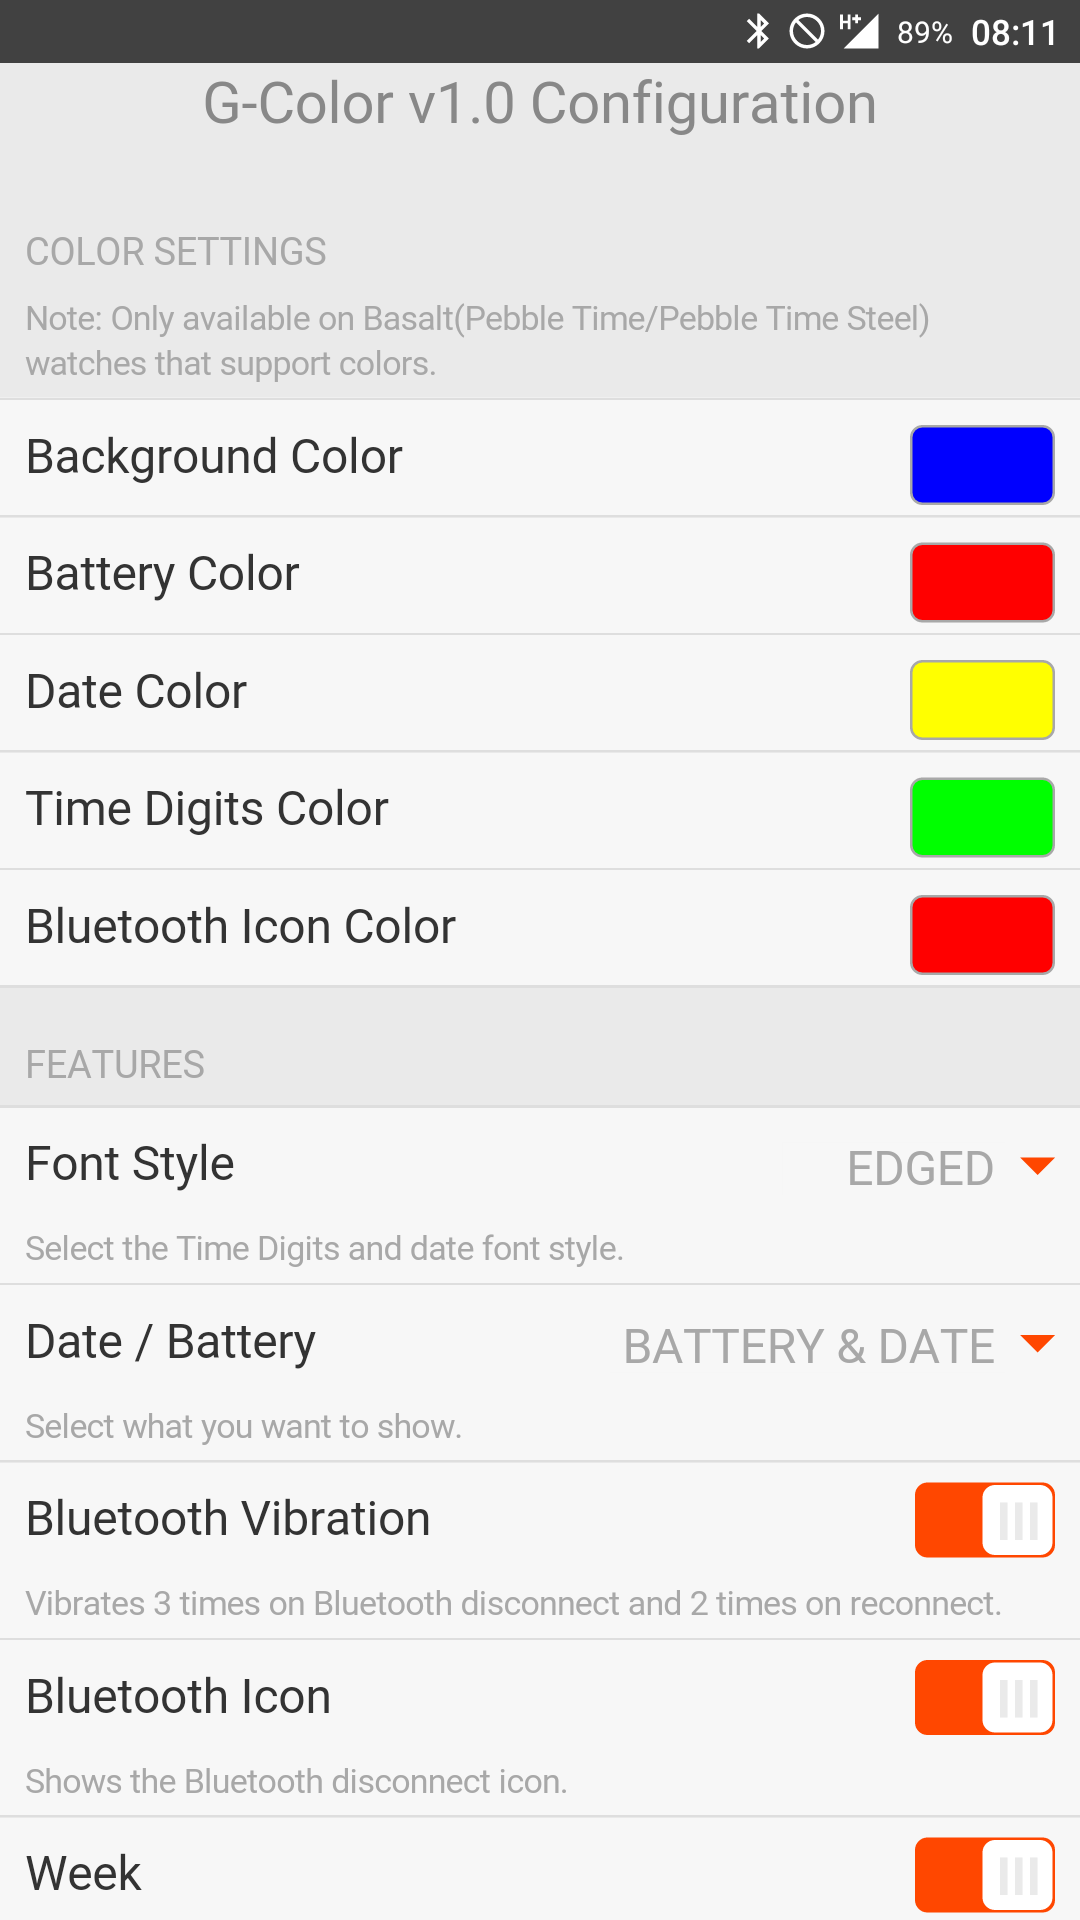 H+ 89% 08:11
G-Color v1.0 Configuration
COLOR SETTINGS
Note: Only available on Basalt(Pebble Time/Pebble Time Steel)
watches that support colors.
Background Color
Battery Color
Date Color
Time Digits Color
Bluetooth Icon Color
FEATURES
Font Style EDGED
Select the Time Digits and date font style.
Date / Battery BATTERY & DATE
Select what you want to show.
Bluetooth Vibration
Vibrates 3 times on Bluetooth disconnect and 2 times on reconnect.
Bluetooth Icon
Shows the Bluetooth disconnect icon.
Week